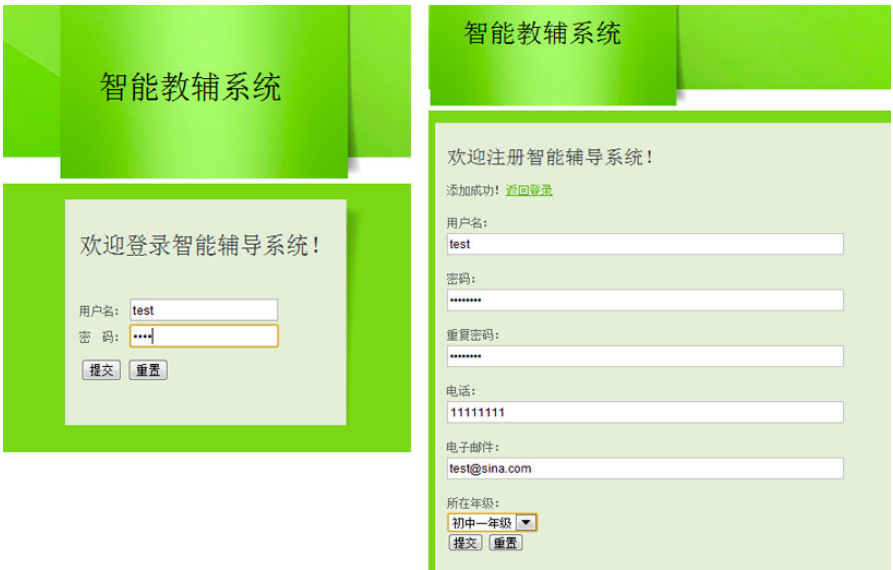 智能教辅系统
欢迎登录智能辅导系统！
用户名： test
密 码： ••••
提交 重置
智能教辅系统
欢迎注册智能辅导系统！
添加成功！返回登录
用户名：
test
密码：
••••••••
重复密码：
••••••••
电话：
11111111
电子邮件：
test@sina.com
所在年级：
初中一年级
提交 重置